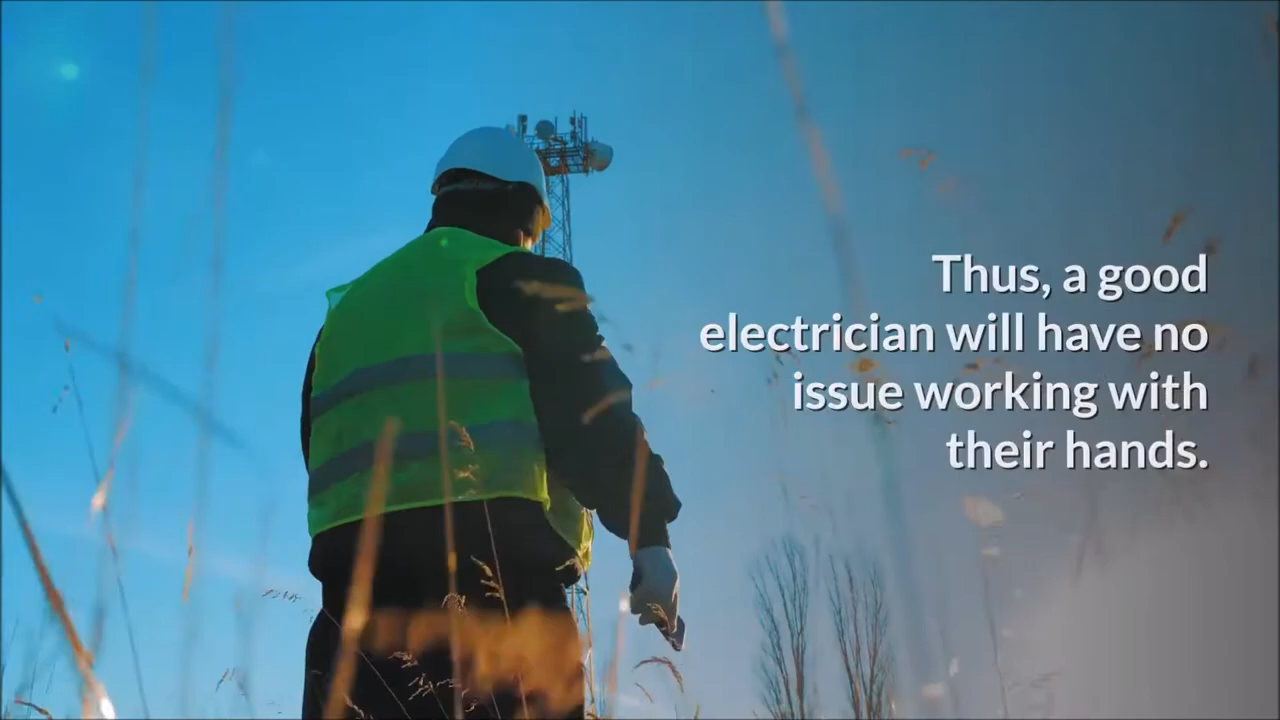 Thus, a good
electrician will have no
issue working with
their hands.